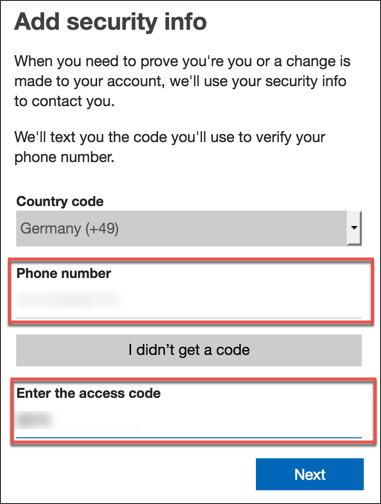 Add security info
When you need to prove you're you or a change is
made to your account, we'll use your security info
to contact you.
We'll text you the code you'll use to verify your
phone number.
Country code
Germany (+49)
Phone number
I didn't get a code
Enter the access code
Next